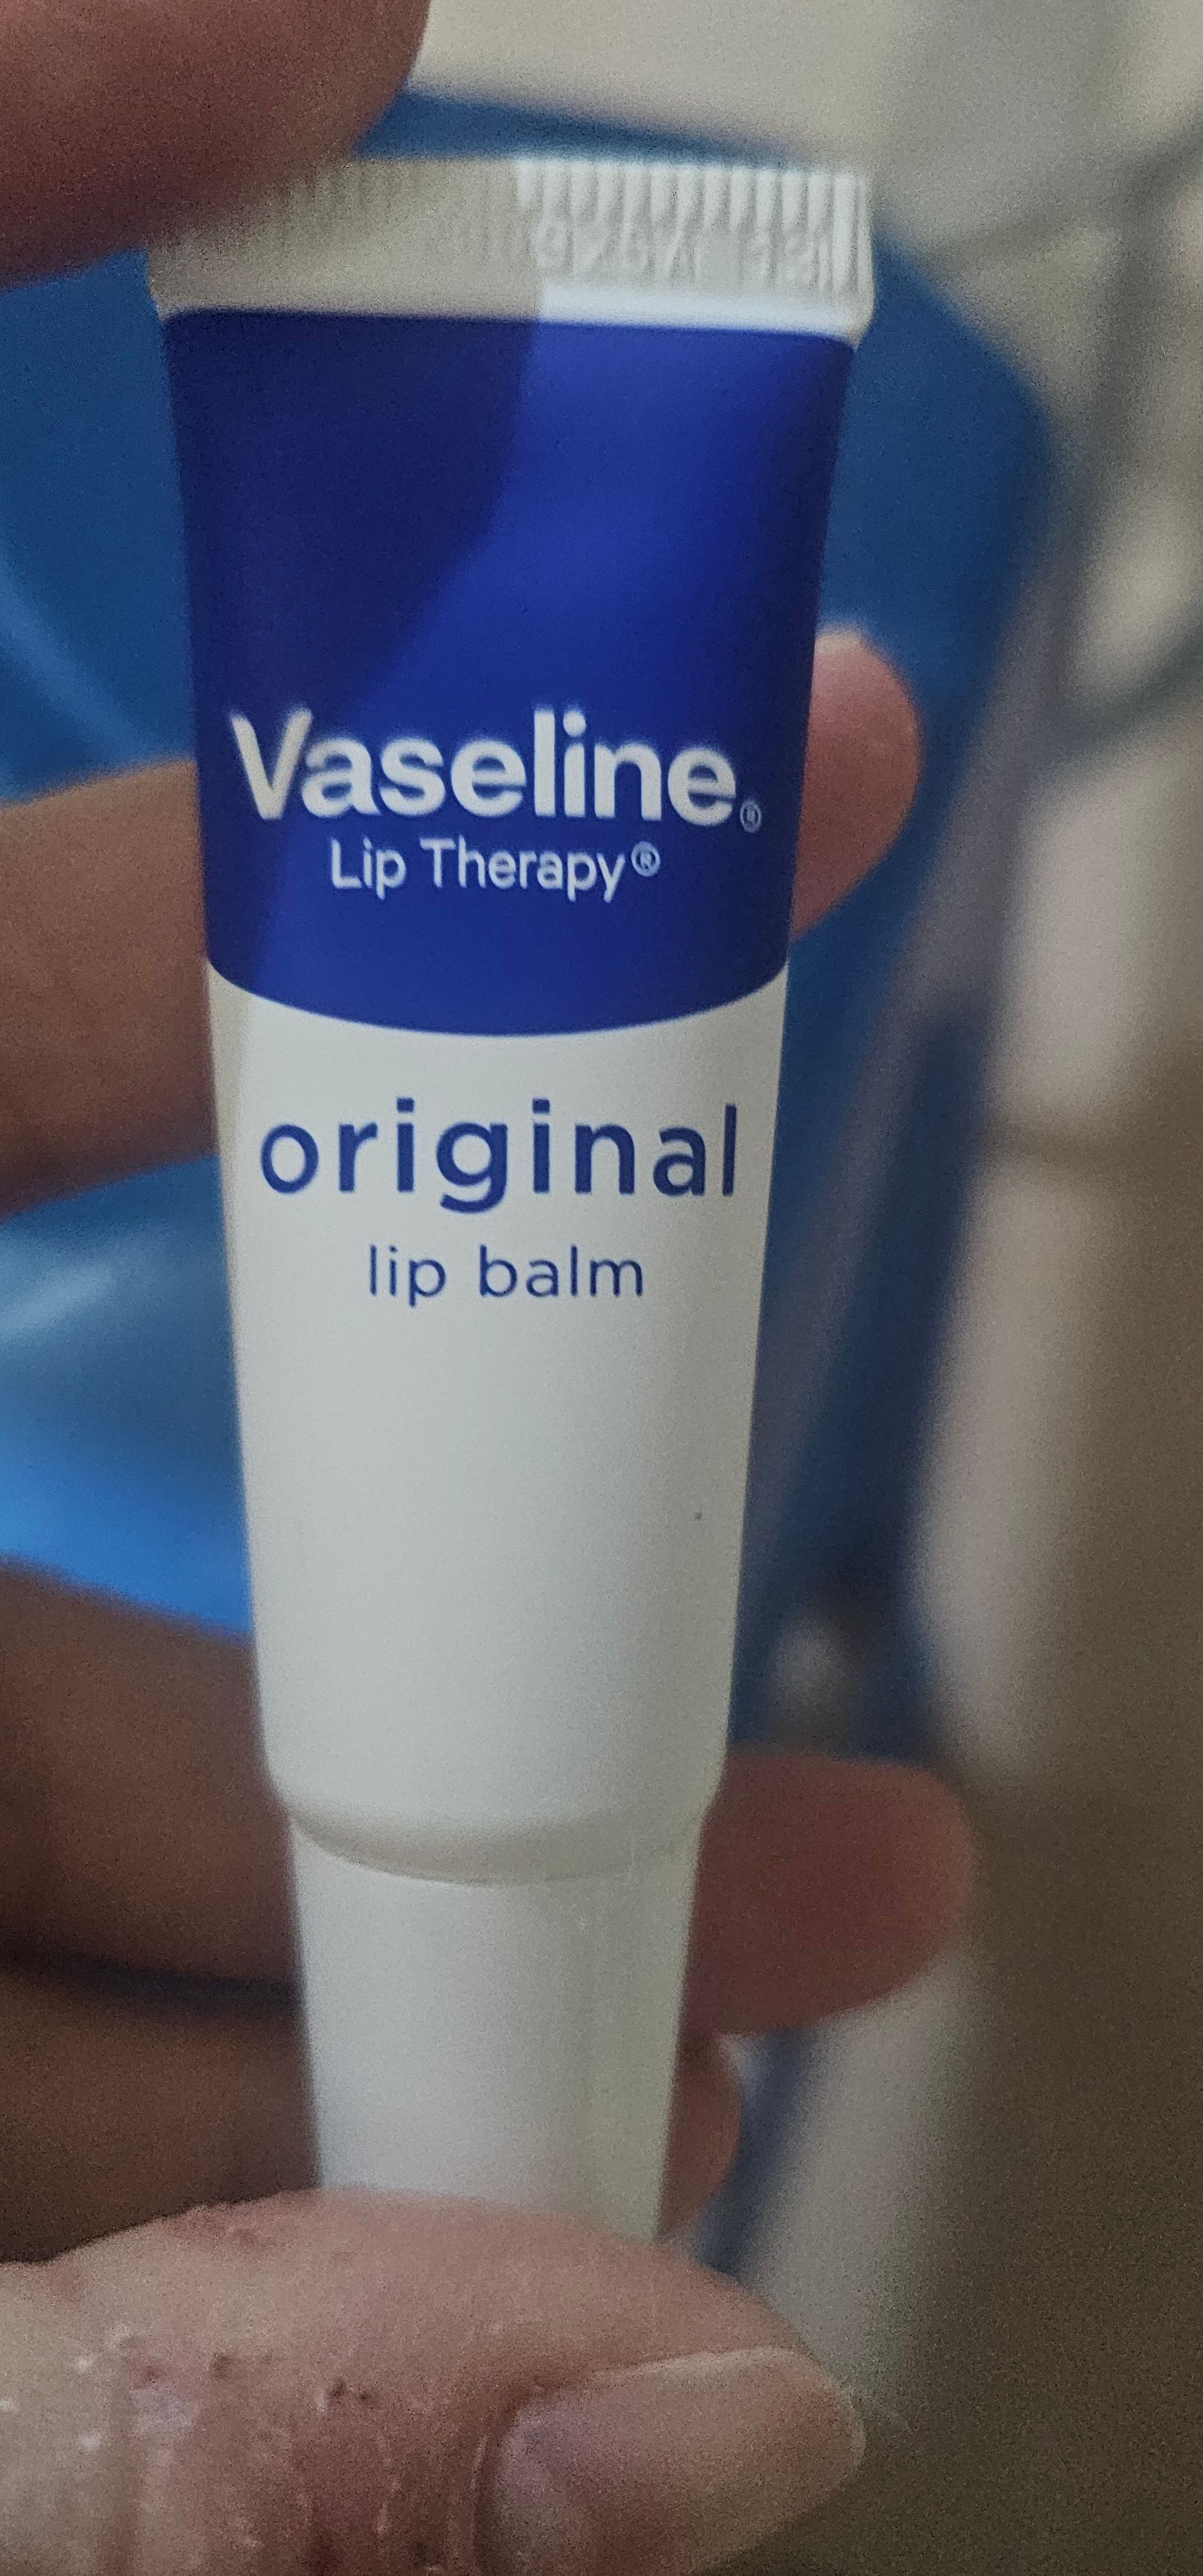 Vaseline®
Lip Therapy®
original
lip balm